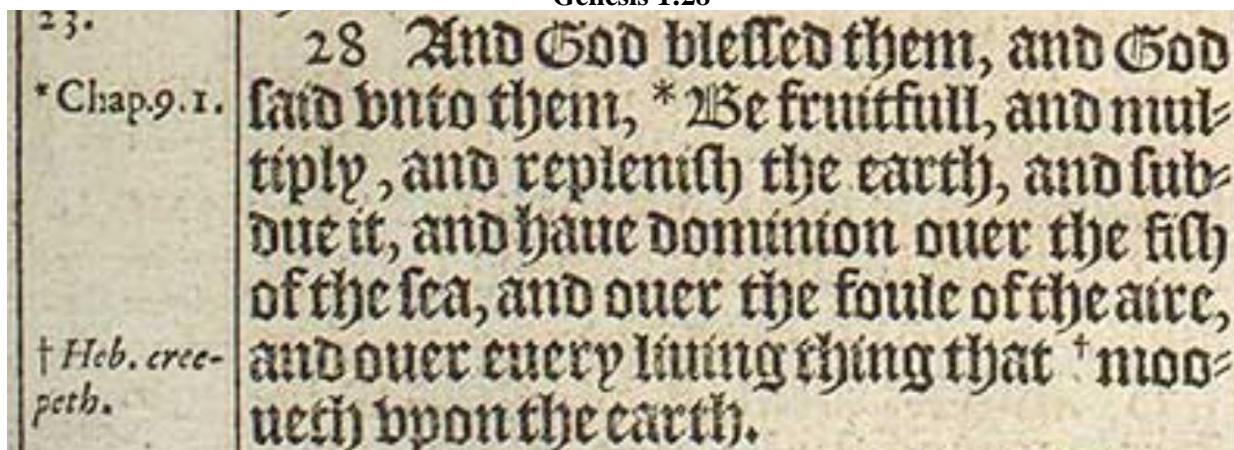 Genesis 1:28
23.
*Chap.9.1.
† Heb. cree-
peth.
28 And God bleſſed them, and God
ſaid vnto them, *Be fruitfull, and mul-
tiply, and repleniſh the earth, and ſub-
due it, and haue dominion ouer the fiſh
of the ſea, and ouer the foule of the aire,
and ouer euery liuing thing that †moo-
ueth vpon the earth.